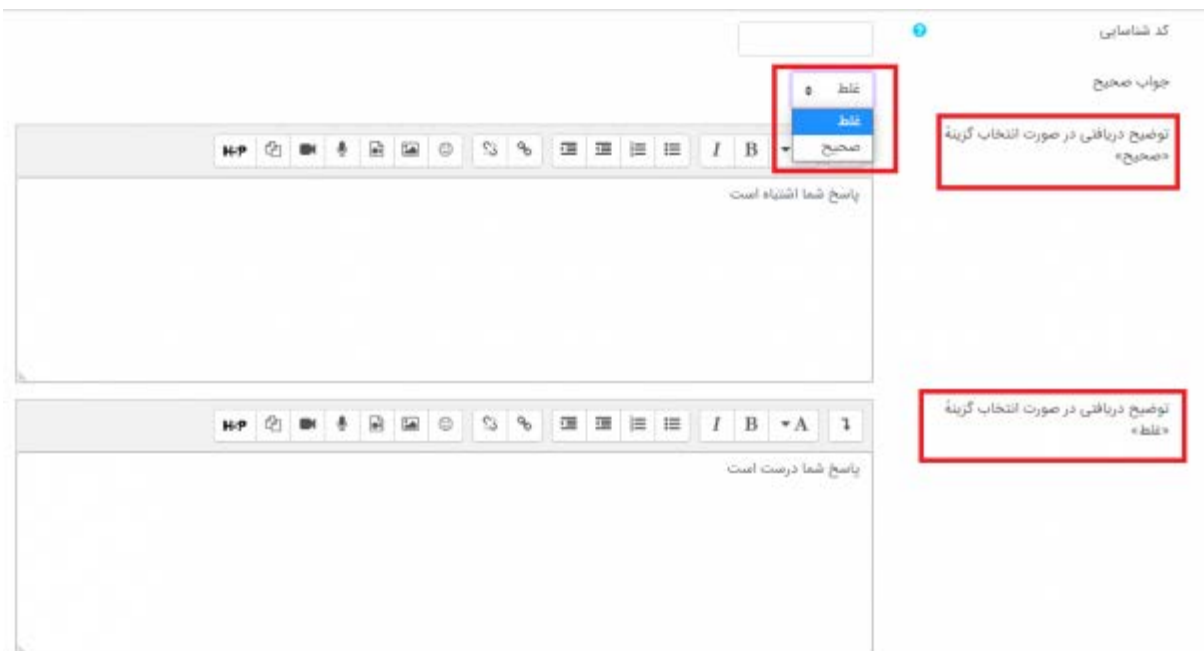 کد شناسایی
جواب صحیح
غلط
غلط
صحیح
توضیح دریافتی در صورت انتخاب گزینهٔ
«صحیح»
I B H-P
پاسخ شما اشتباه است
توضیح دریافتی در صورت انتخاب گزینهٔ
«غلط»
A B I H-P
پاسخ شما درست است